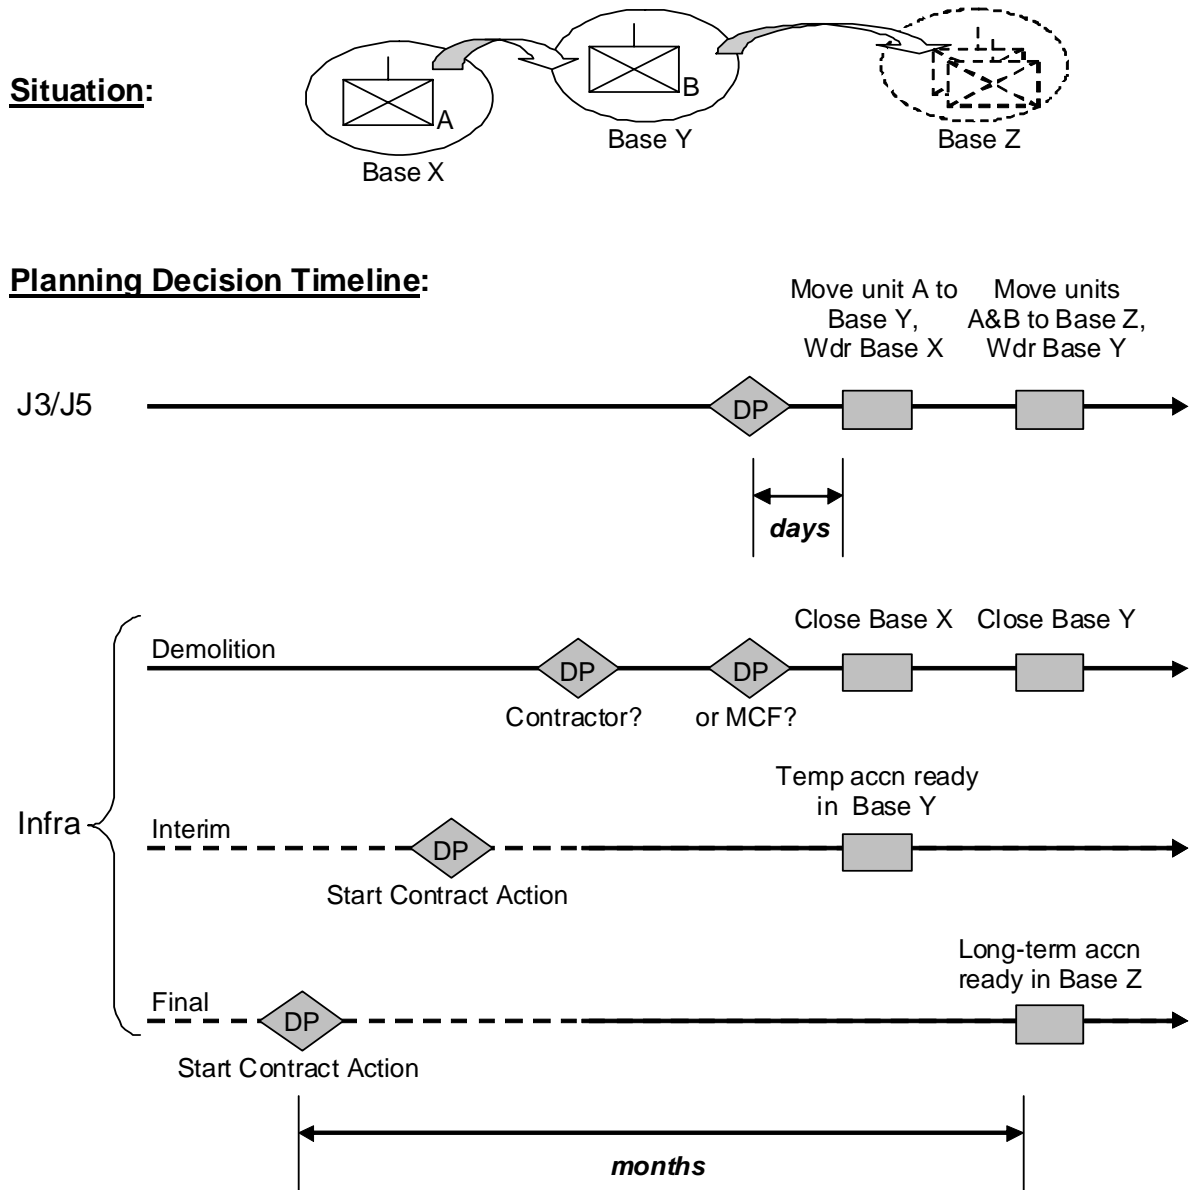 Situation:
A
B
Base X
Base Y
Base Z
Planning Decision Timeline:
Move unit A to
Base Y,
Wdr Base X
Move units
A&B to Base Z,
Wdr Base Y
J3/J5
DP
days
Infra
Demolition
DP
Contractor?
DP
or MCF?
Close Base X
Close Base Y
Interim
DP
Start Contract Action
Temp accn ready
in Base Y
Final
DP
Start Contract Action
Long-term accn
ready in Base Z
months